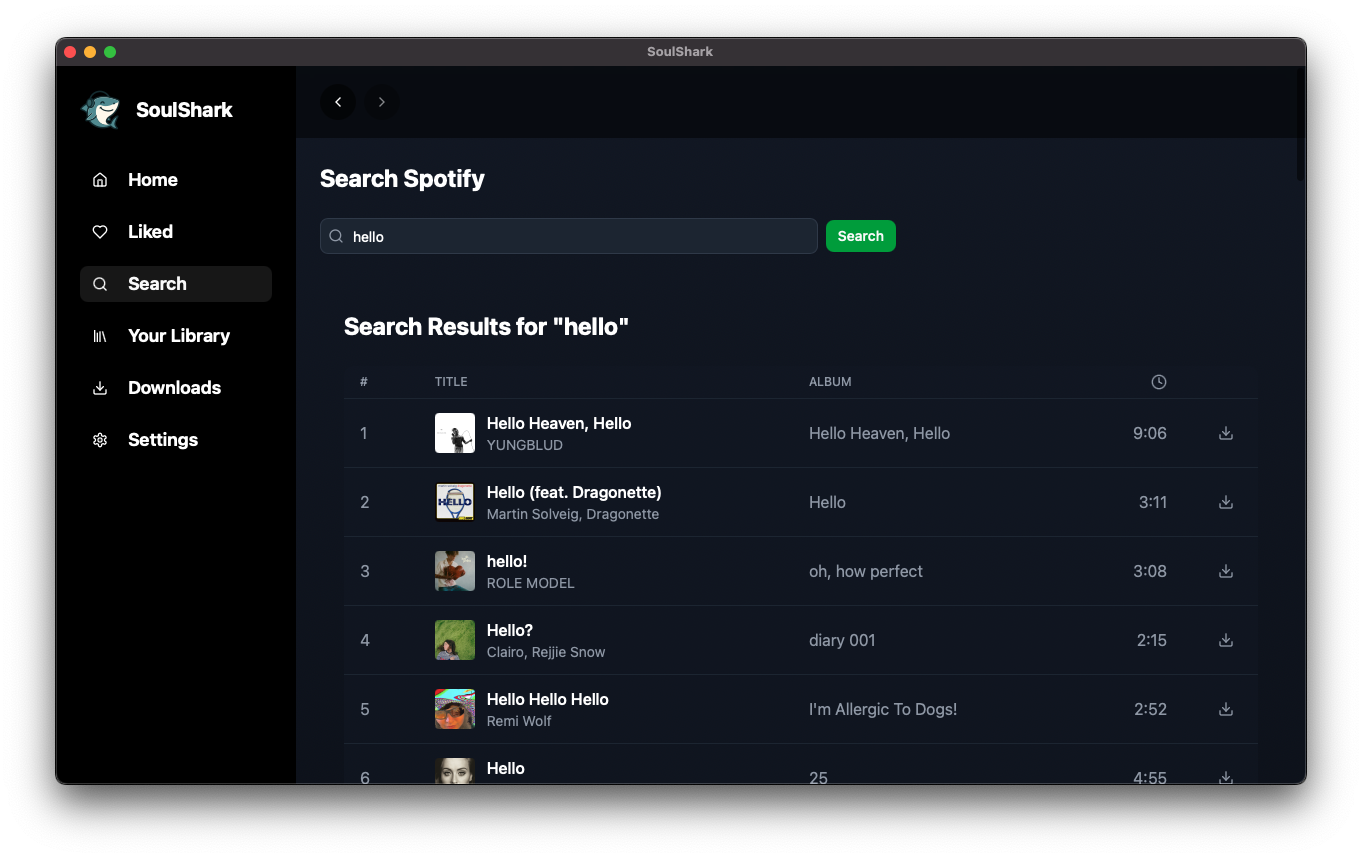 SoulShark
SoulShark
Home
Liked
Search
Your Library
Downloads
Settings
Search Spotify
hello
Search
Search Results for "hello"
# TITLE ALBUM
1 Hello Heaven, Hello Hello Heaven, Hello 9:06
YUNGBLUD
HELLO
2 Hello (feat. Dragonette) Hello 3:11
Martin Solveig, Dragonette
3 hello! oh, how perfect 3:08
ROLE MODEL
4 Hello? diary 001 2:15
Clairo, Rejjie Snow
5 Hello Hello Hello I'm Allergic To Dogs! 2:52
Remi Wolf
6 Hello 25 4:55